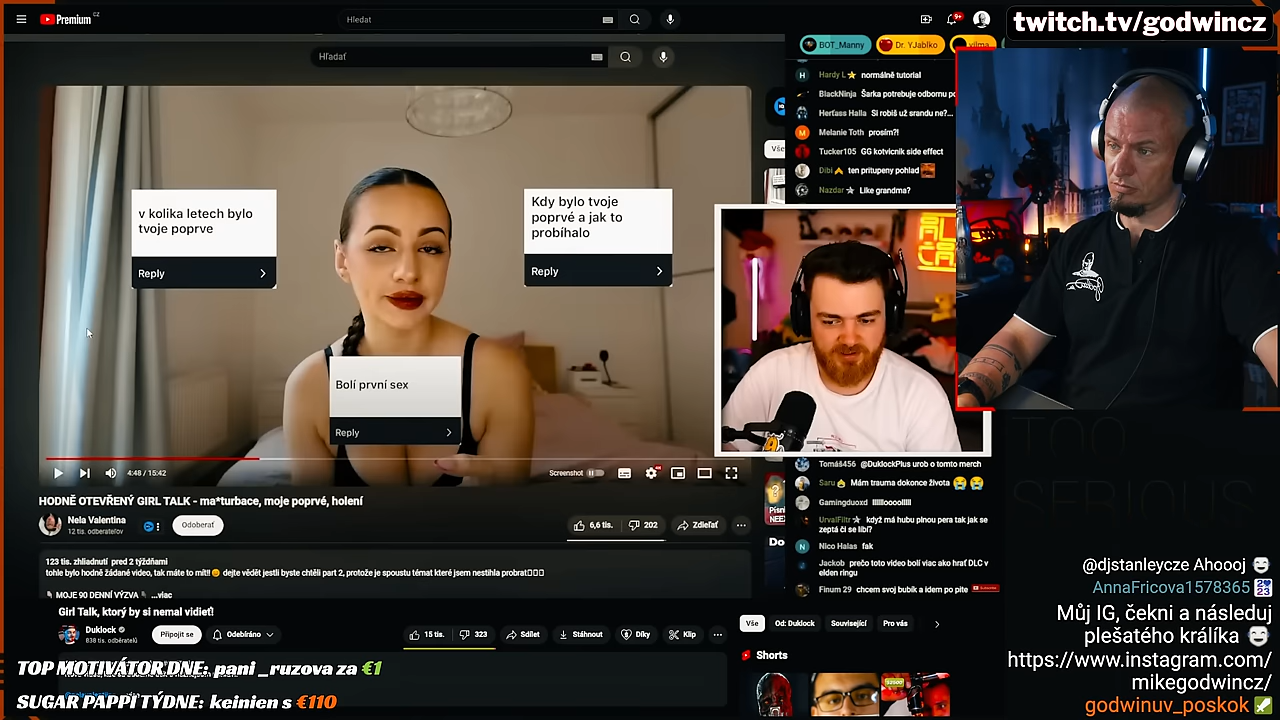 Premium CZ
Hledat
9+
twitch.tv/godwincz
Hľadať
BOT_Manny
Dr. YJablko
vilma
Hardy L normálně tutorial
BlackNinja Šarka potrebuje odbornu po
Herťass Halla Si robiš už srandu ne?...
Melanie Toth prosím?!
Tucker105 GG kotvicnik side effect
Dibi ten pritupeny pohlad
Nazdar Like grandma?
Vše
v kolika letech bylo
tvoje poprve
Reply
Kdy bylo tvoje
poprvé a jak to
probíhalo
Reply
Bolí první sex
Reply
4:48 / 15:42
Screenshot
HODNĚ OTEVŘENÝ GIRL TALK - ma*turbace, moje poprvé, holení
Nela Valentina
12 tis. odberateľov
Odoberať
6,6 tis.
202
Zdieľať
123 tis. zhliadnutí pred 2 týždňami
tohle bylo hodně žádané video, tak máte to mít!! dejte vědět jestli byste chtěli part 2, protože je spoustu témat které jsem nestihla probrat
MOJE 90 DENNÍ VÝZVA ...viac
Tomáš456 @DuklockPlus urob o tomto merch
Saru Mám trauma dokonce života
Gamingduoxd
UrvalFiltr když má hubu plnou pera tak jak se
zeptá či se líbí?
Nico Halas fak
Jackob prečo toto video bolí viac ako hrať DLC v
elden ringu
Finum 29 chcem svoj bubík a idem po pite
Girl Talk, ktorý by si nemal vidieť!
Duklock
838 tis. odběratelů
Připojit se
Odebíráno
15 tis.
323
Sdílet
Stáhnout
Díky
Klip
Vše
Od: Duklock
Související
Pro vás
Shorts
TOP MOTIVÁTOR DNE: pani _ruzova za €1
SUGAR PAPPI TÝDNE: keinien s €110
TOO
SERIOUS
@djstanleycze Ahoooj
AnnaFricova1578365
Můj IG, čekni a následuj
plešatého králíka
https://www.instagram.com/
mikegodwincz/
godwinuv_poskok